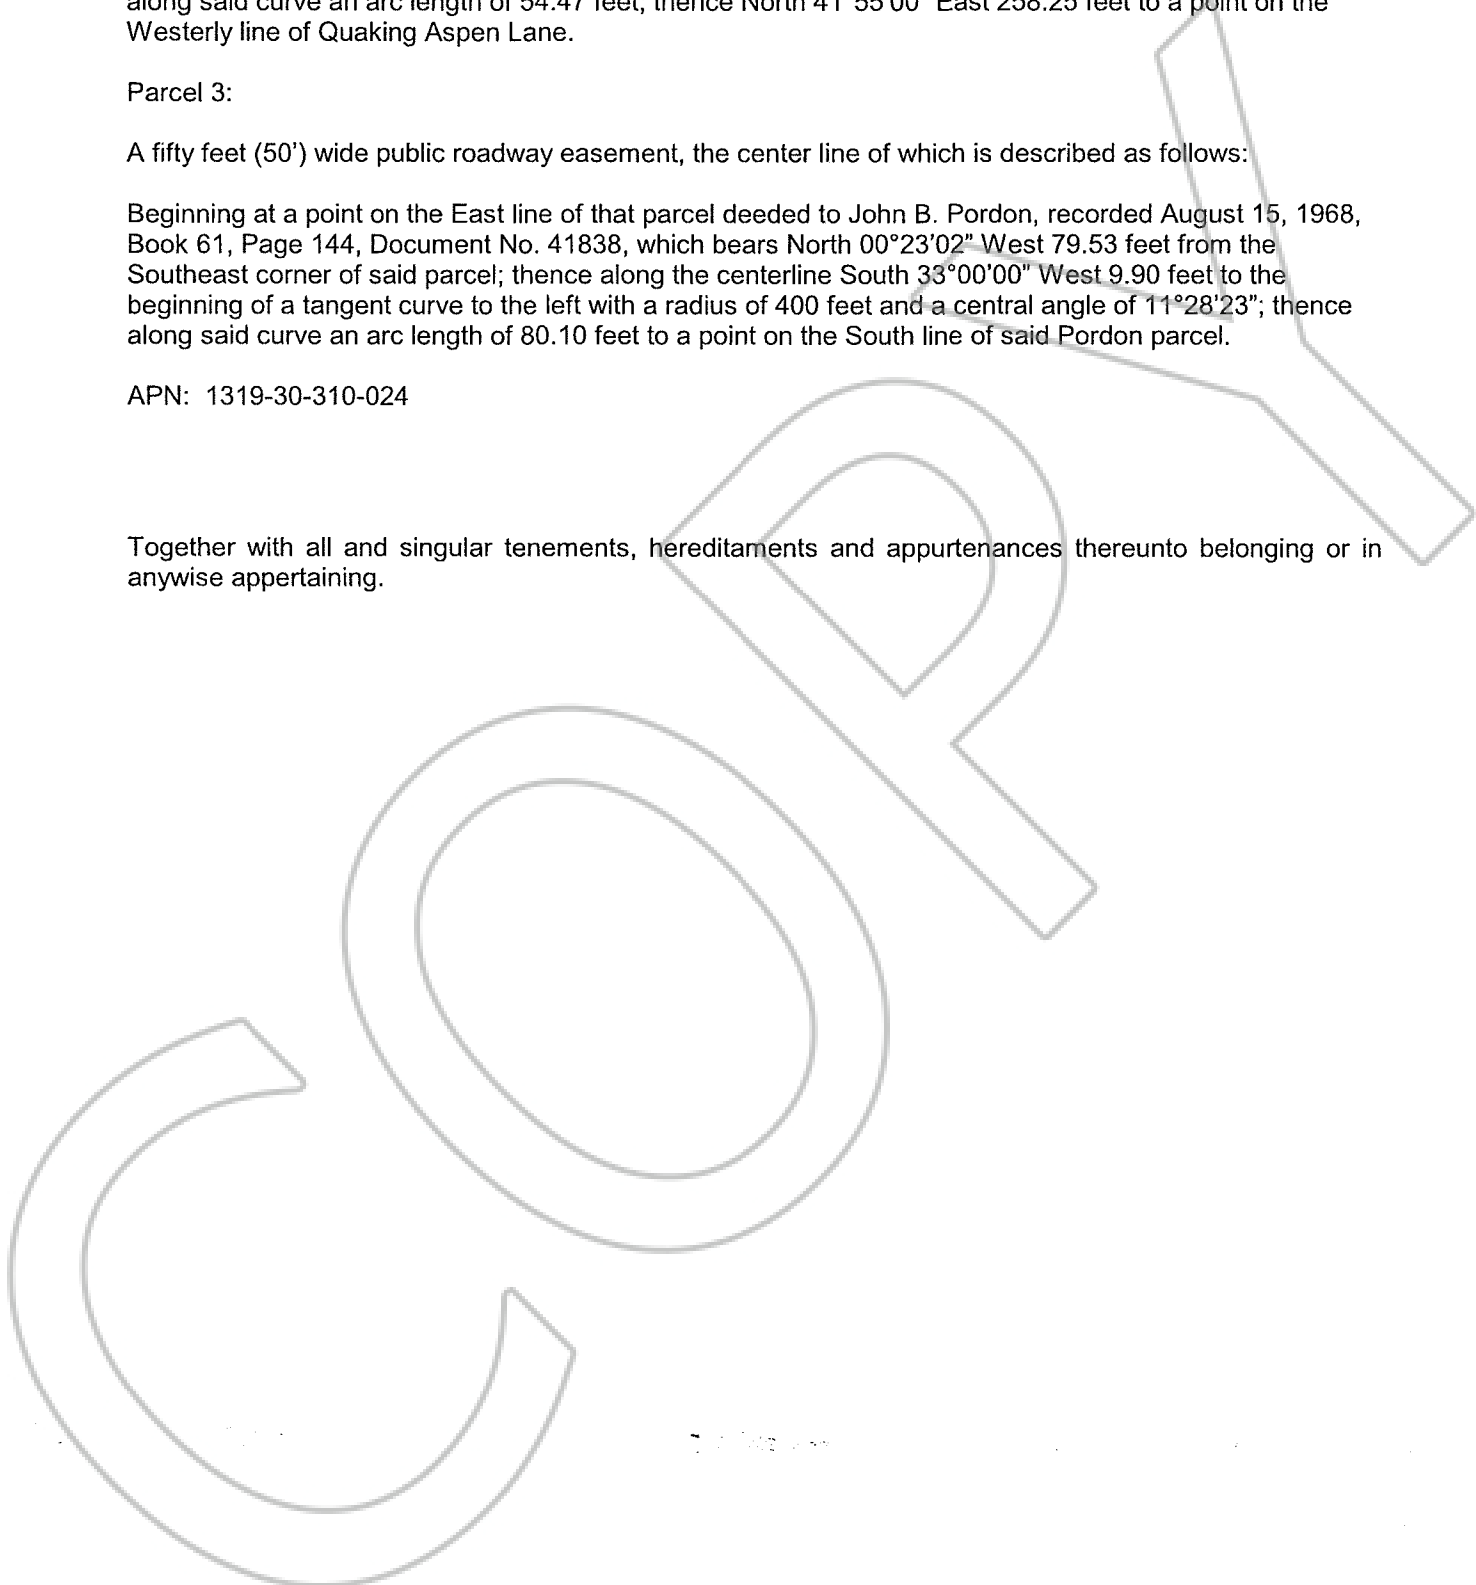 along said curve an arc length of 54.47 feet; thence North 41°55'00" East 258.25 feet to a point on the
Westerly line of Quaking Aspen Lane.
Parcel 3:
A fifty feet (50') wide public roadway easement, the center line of which is described as follows:
Beginning at a point on the East line of that parcel deeded to John B. Pordon, recorded August 15, 1968,
Book 61, Page 144, Document No. 41838, which bears North 00°23'02" West 79.53 feet from the
Southeast corner of said parcel; thence along the centerline South 33°00'00" West 9.90 feet to the
beginning of a tangent curve to the left with a radius of 400 feet and a central angle of 11°28'23"; thence
along said curve an arc length of 80.10 feet to a point on the South line of said Pordon parcel.
APN: 1319-30-310-024
Together with all and singular tenements, hereditaments and appurtenances thereunto belonging or in
anywise appertaining.
COPY